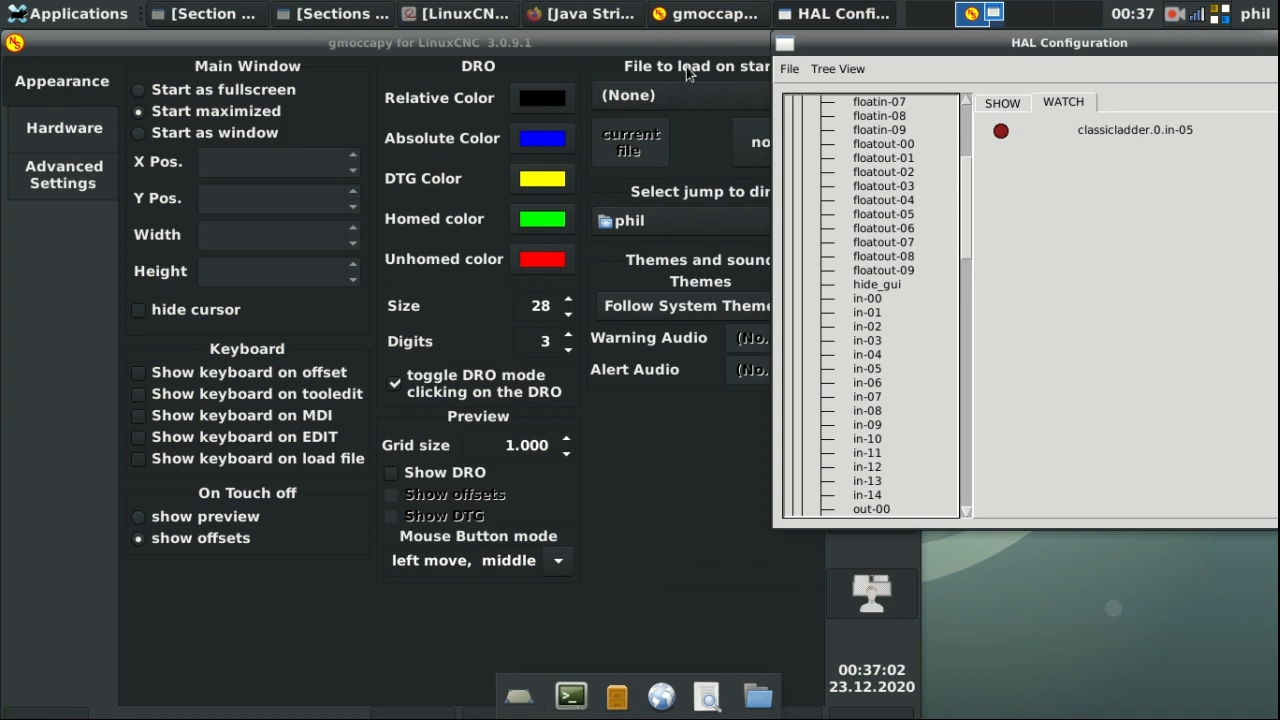 Applications
[Section ...
[Sections ...
[LinuxCN...
[Java Stri...
gmoccap...
HAL Confi...
00:37
phil
gmoccapy for LinuxCNC 3.0.9.1
HAL Configuration
Appearance
Hardware
Advanced
Settings
Main Window
Start as fullscreen
Start maximized
Start as window
X Pos.
Y Pos.
Width
Height
hide cursor
Keyboard
Show keyboard on offset
Show keyboard on tooledit
Show keyboard on MDI
Show keyboard on EDIT
Show keyboard on load file
On Touch off
show preview
show offsets
DRO
Relative Color
Absolute Color
DTG Color
Homed color
Unhomed color
Size 28
Digits 3
toggle DRO mode
clicking on the DRO
Preview
Grid size 1.000
Show DRO
Show offsets
Show DTG
Mouse Button mode
left move, middle
File to load on star
(None)
current
file
no
Select jump to dir
phil
Themes and soun
Themes
Follow System Theme
Warning Audio (No.
Alert Audio (No.
File Tree View
floatin-07
floatin-08
floatin-09
floatout-00
floatout-01
floatout-02
floatout-03
floatout-04
floatout-05
floatout-06
floatout-07
floatout-08
floatout-09
hide_gui
in-00
in-01
in-02
in-03
in-04
in-05
in-06
in-07
in-08
in-09
in-10
in-11
in-12
in-13
in-14
out-00
SHOW WATCH
classicladder.0.in-05
00:37:02
23.12.2020